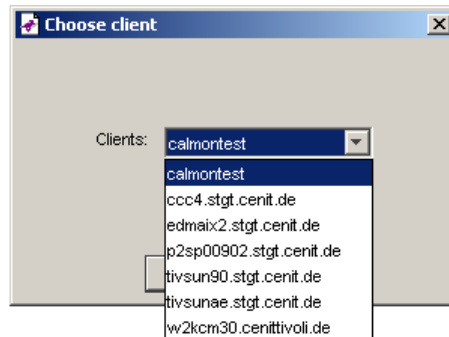 Choose client
Clients:
calmontest
calmontest
ccc4.stgt.cenit.de
edmaix2.stgt.cenit.de
p2sp00902.stgt.cenit.de
tivsun90.stgt.cenit.de
tivsunae.stgt.cenit.de
w2kcm30.cenittivoli.de